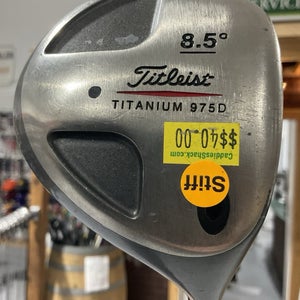 8.5°
Titleist
TITANIUM 975D
$$40.00
CaddiesShack.com
Stiff